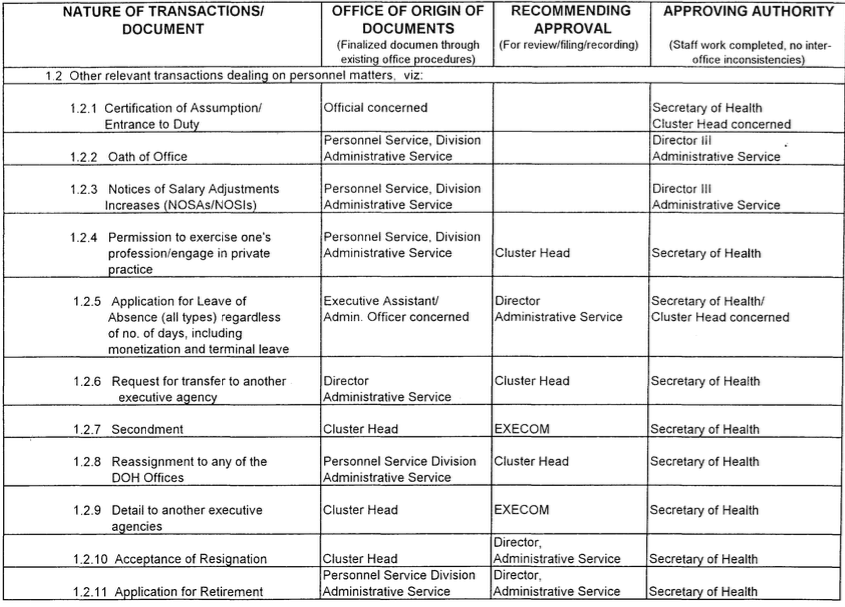 NATURE OF TRANSACTIONS/
DOCUMENT
OFFICE OF ORIGIN OF
DOCUMENTS
(Finalized documen through
existing office procedures)
RECOMMENDING
APPROVAL
(For review/filing/recording)
APPROVING AUTHORITY
(Staff work completed, no inter-
office inconsistencies)
1.2 Other relevant transactions dealing on personnel matters, viz:
1.2.1 Certification of Assumption/
Entrance to Duty
Official concerned
Secretary of Health
Cluster Head concerned
1.2.2 Oath of Office
Personnel Service, Division
Administrative Service
Director III
Administrative Service
1.2.3 Notices of Salary Adjustments
Increases (NOSAs/NOSIs)
Personnel Service, Division
Administrative Service
Director III
Administrative Service
1.2.4 Permission to exercise one's
profession/engage in private
practice
Personnel Service, Division
Administrative Service
Cluster Head
Secretary of Health
1.2.5 Application for Leave of
Absence (all types) regardless
of no. of days, including
monetization and terminal leave
Executive Assistant/
Admin. Officer concerned
Director
Administrative Service
Secretary of Health/
Cluster Head concerned
1.2.6 Request for transfer to another
executive agency
Director
Administrative Service
Cluster Head
Secretary of Health
1.2.7 Secondment
Cluster Head
EXECOM
Secretary of Health
1.2.8 Reassignment to any of the
DOH Offices
Personnel Service Division
Administrative Service
Cluster Head
Secretary of Health
1.2.9 Detail to another executive
agencies
Cluster Head
EXECOM
Secretary of Health
1.2.10 Acceptance of Resignation
Cluster Head
Director,
Administrative Service
Secretary of Health
1.2.11 Application for Retirement
Personnel Service Division
Administrative Service
Director,
Administrative Service
Secretary of Health